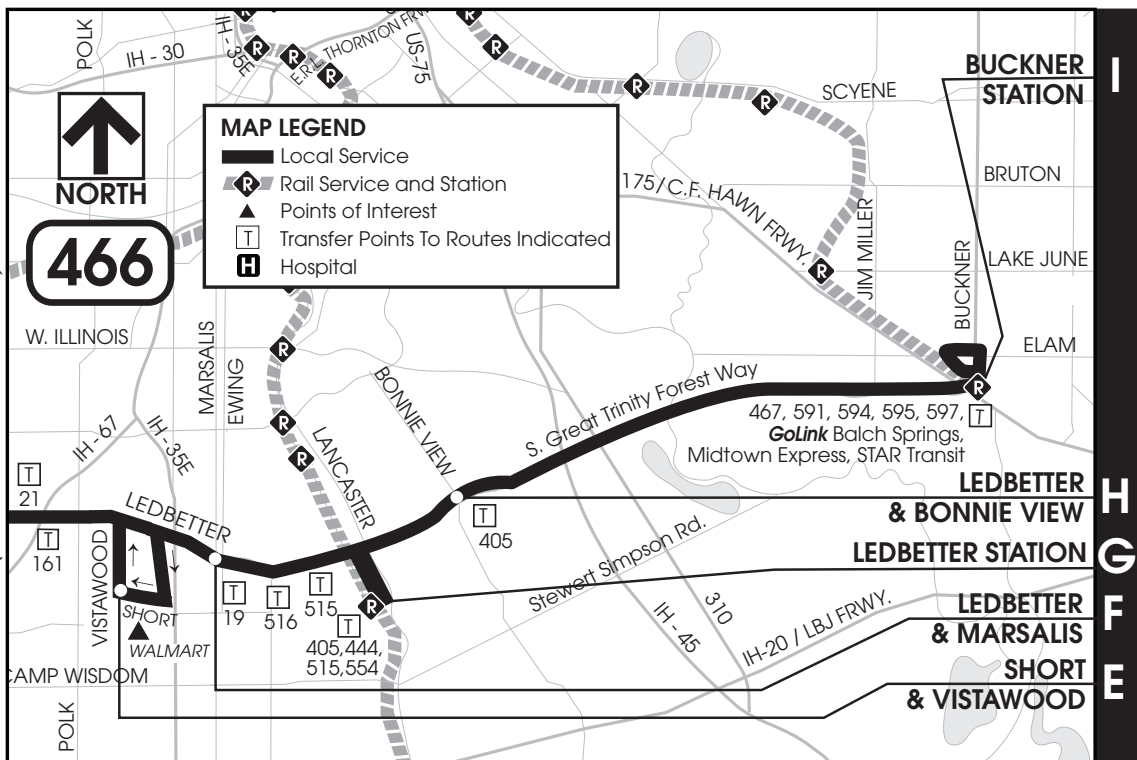 POLK
IH - 30
IH - 35E
E.R.L. THORNTON FRWY.
US-75
BUCKNER
STATION
I
SCYENE
NORTH
466
MAP LEGEND
Local Service
R Rail Service and Station
Points of Interest
T Transfer Points To Routes Indicated
H Hospital
175/C.F. HAWN FRWY.
JIM MILLER
BRUTON
BUCKNER
LAKE JUNE
ELAM
W. ILLINOIS
MARSALIS
EWING
IH - 67
IH - 35E
LANCASTER
BONNIE VIEW
S. Great Trinity Forest Way
467, 591, 594, 595, 597, T
GoLink Balch Springs,
Midtown Express, STAR Transit
T
21
T
161
LEDBETTER
VISTAWOOD
SHORT
WALMART
T
19
T
516
T
515
T
405,444,
515,554
T
405
Stewert Simpson Rd.
IH - 45
310
IH-20 / LBJ FRWY.
CAMP WISDOM
POLK
LEDBETTER
& BONNIE VIEW
H
LEDBETTER STATION
G
LEDBETTER
& MARSALIS
F
SHORT
& VISTAWOOD
E
R
R
R
R
R
R
R
R
R
R
R
R
R
R